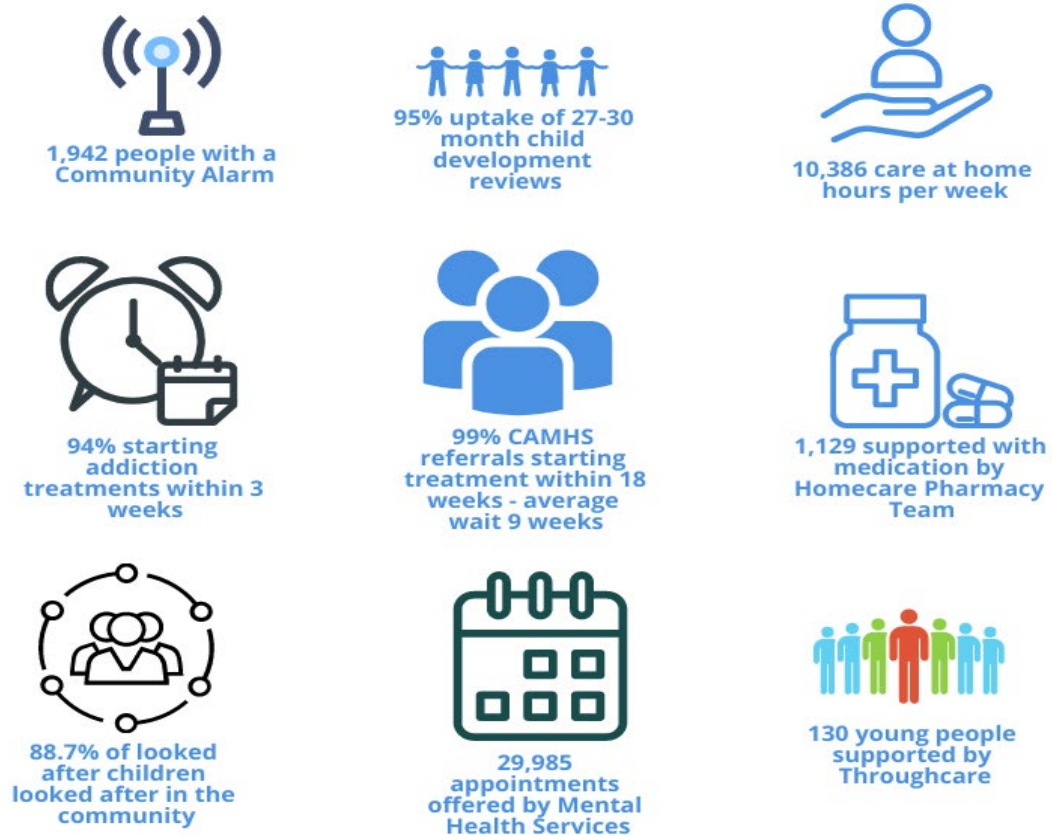 1,942 people with a
Community Alarm
95% uptake of 27-30
month child
development
reviews
10,386 care at home
hours per week
94% starting
addiction
treatments within 3
weeks
99% CAMHS
referrals starting
treatment within 18
weeks - average
wait 9 weeks
1,129 supported with
medication by
Homecare Pharmacy
Team
88.7% of looked
after children
looked after in the
community
29,985
appointments
offered by Mental
Health Services
130 young people
supported by
Throughcare